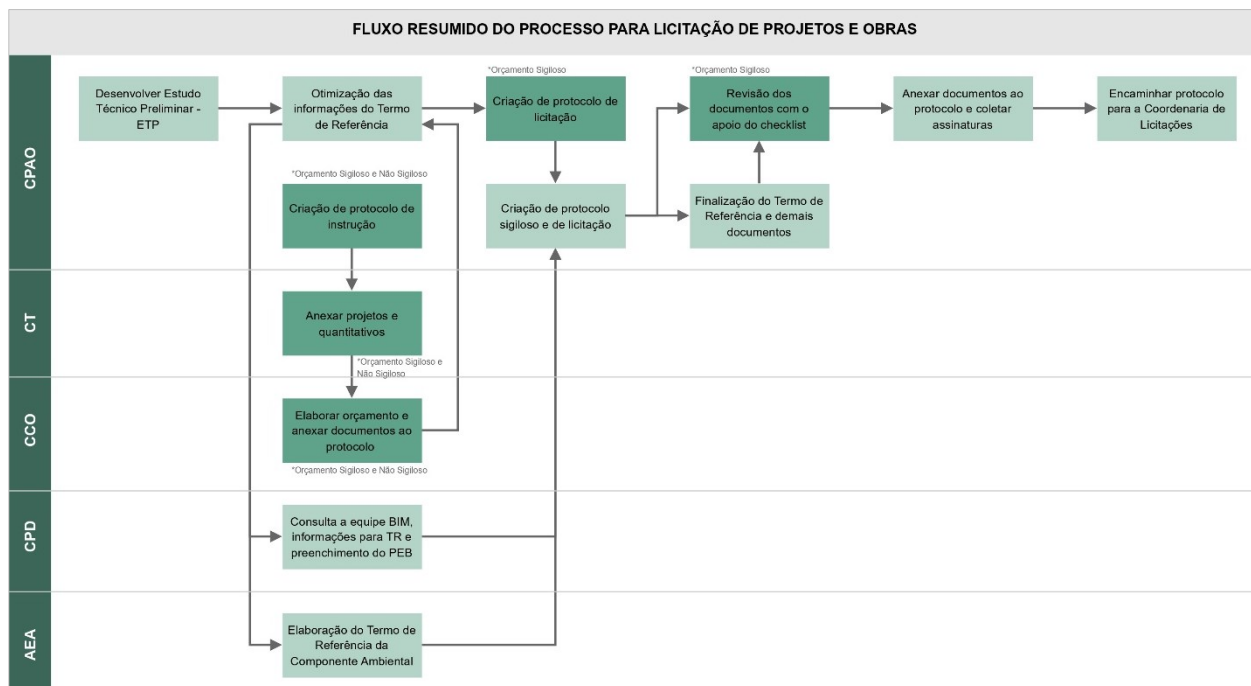 FLUXO RESUMIDO DO PROCESSO PARA LICITAÇÃO DE PROJETOS E OBRAS
CPAO
Desenvolver Estudo
Técnico Preliminar -
ETP
Otimização das
informações do Termo
de Referência
*Orçamento Sigiloso
Criação de protocolo de
licitação
*Orçamento Sigiloso
Revisão dos
documentos com o
apoio do checklist
Anexar documentos ao
protocolo e coletar
assinaturas
Encaminhar protocolo
para a Coordenaria de
Licitações
*Orçamento Sigiloso e Não Sigiloso
Criação de protocolo de
instrução
Criação de protocolo
sigiloso e de licitação
Finalização do Termo de
Referência e demais
documentos
CT
Anexar projetos e
quantitativos
*Orçamento Sigiloso e
Não Sigiloso
CCO
Elaborar orçamento e
anexar documentos ao
protocolo
*Orçamento Sigiloso e Não Sigiloso
CPD
Consulta a equipe BIM,
informações para TR e
preenchimento do PEB
AEA
Elaboração do Termo de
Referência da
Componente Ambiental